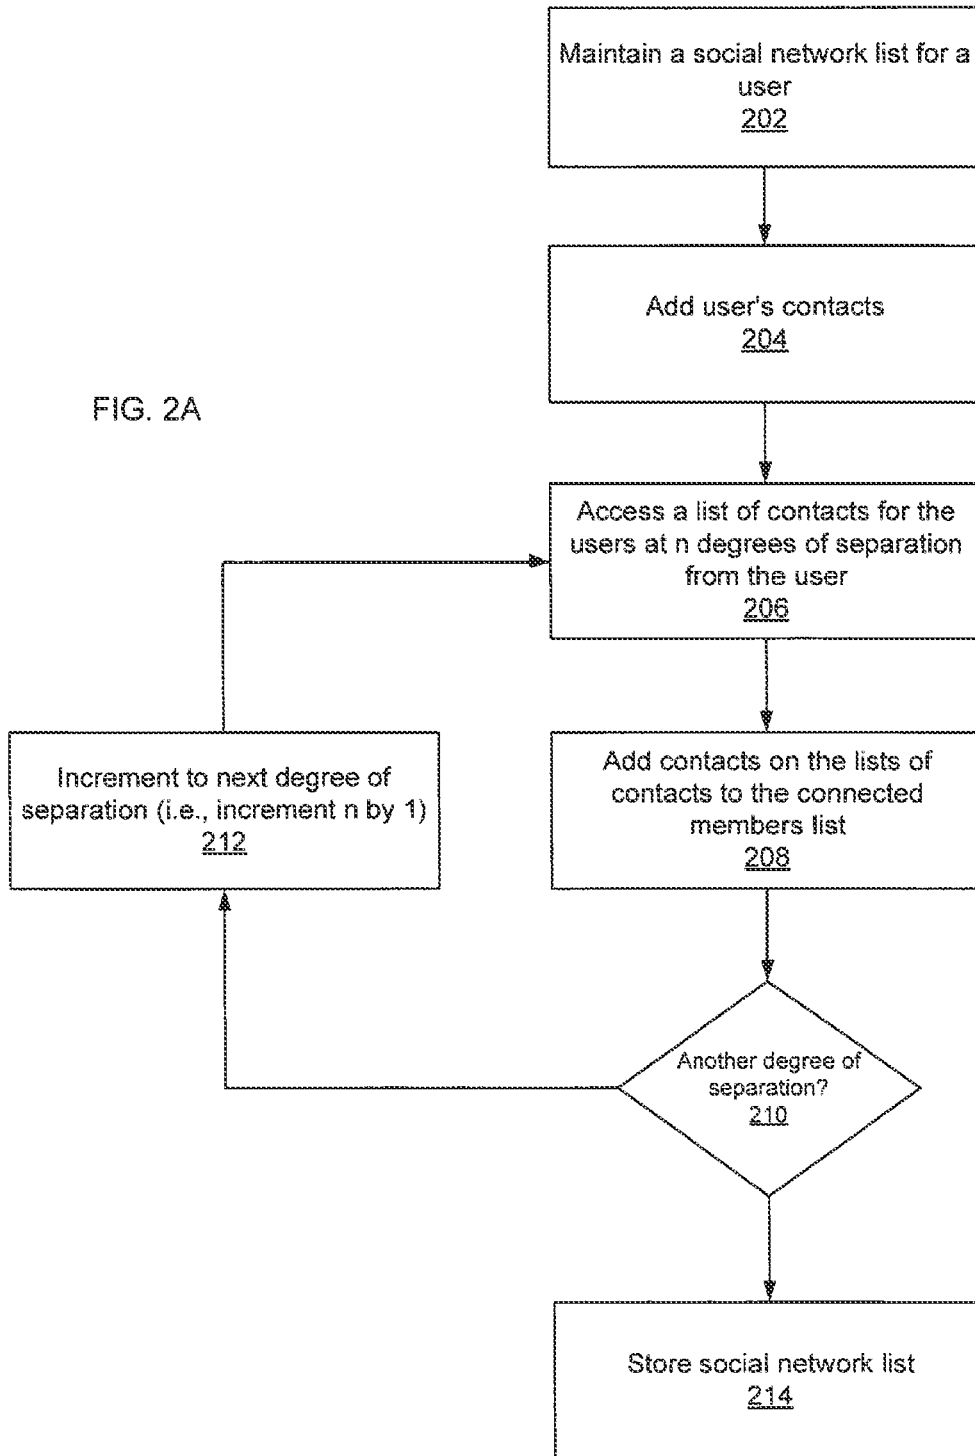 Maintain a social network list for a
user
202
Add user's contacts
204
FIG. 2A
Access a list of contacts for the
users at n degrees of separation
from the user
206
Increment to next degree of
separation (i.e., increment n by 1)
212
Add contacts on the lists of
contacts to the connected
members list
208
Another degree of
separation?
210
Store social network list
214